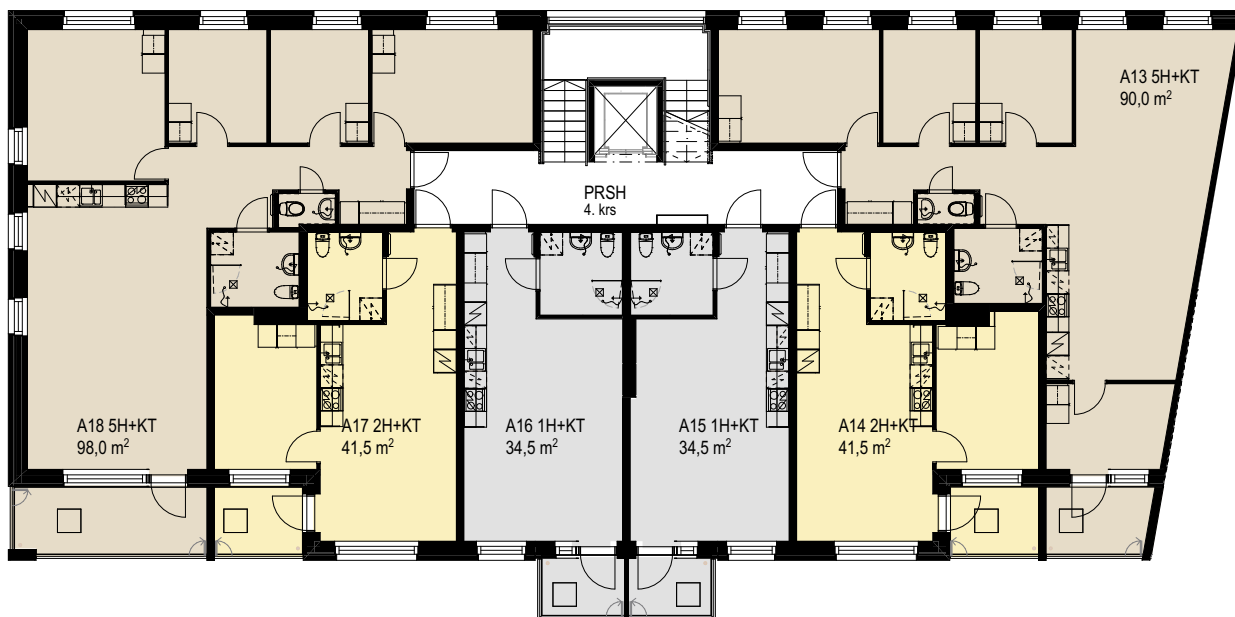 A13 5H+KT
90,0 m²
PRSH
4. krs
A18 5H+KT
98,0 m²
A17 2H+KT
41,5 m²
A16 1H+KT
34,5 m²
A15 1H+KT
34,5 m²
A14 2H+KT
41,5 m²